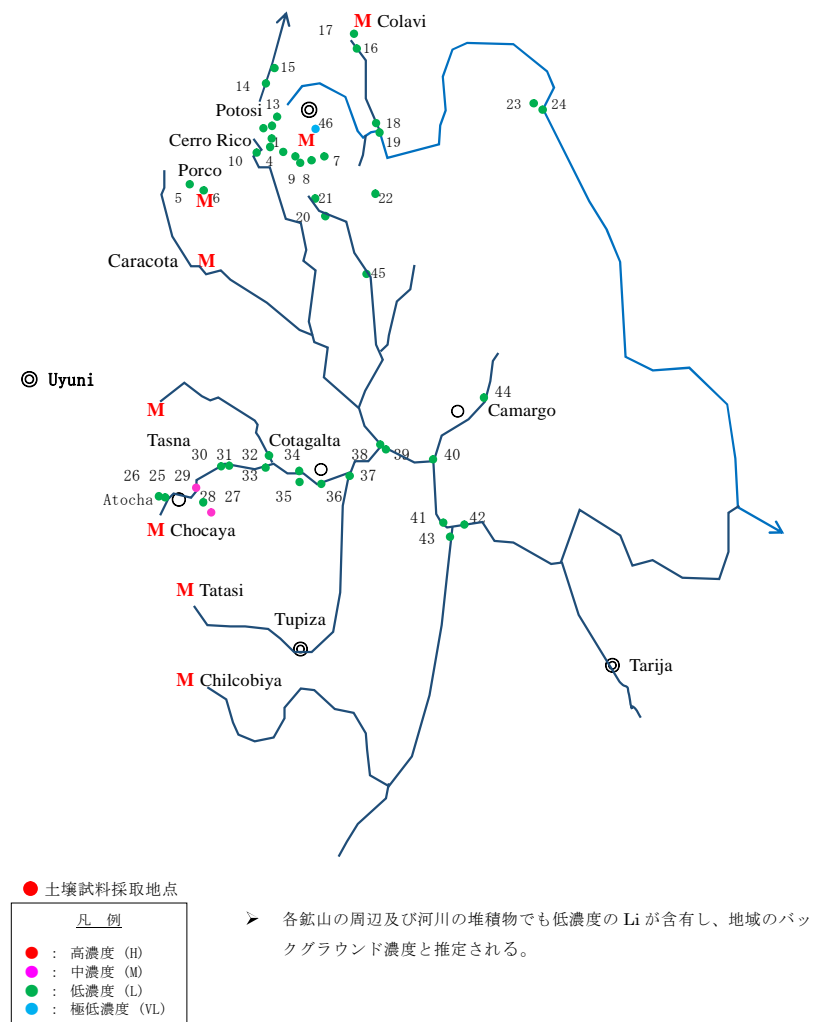 17 M Colavi
16
15
14
13
Potosi
46
18
23 24
Cerro Rico 1 M
19
10 4 7
Porco 9 8
5 M 6
21 22
20
Caracota M
45
Uyuni
44
M
Camargo
Tasna Cotagalta
30 31 32 34 38 39 40
33 37
26 25 29
Atocha 28 27 35 36
M Chocaya
41 42
43
M Tatasi
Tupiza
Tarija
M Chilcobiya
土壌試料採取地点
凡 例
: 高濃度 (H)
: 中濃度 (M)
: 低濃度 (L)
: 極低濃度 (VL)
➢ 各鉱山の周辺及び河川の堆積物でも低濃度の Li が含有し、地域のバッ
クグラウンド濃度と推定される。